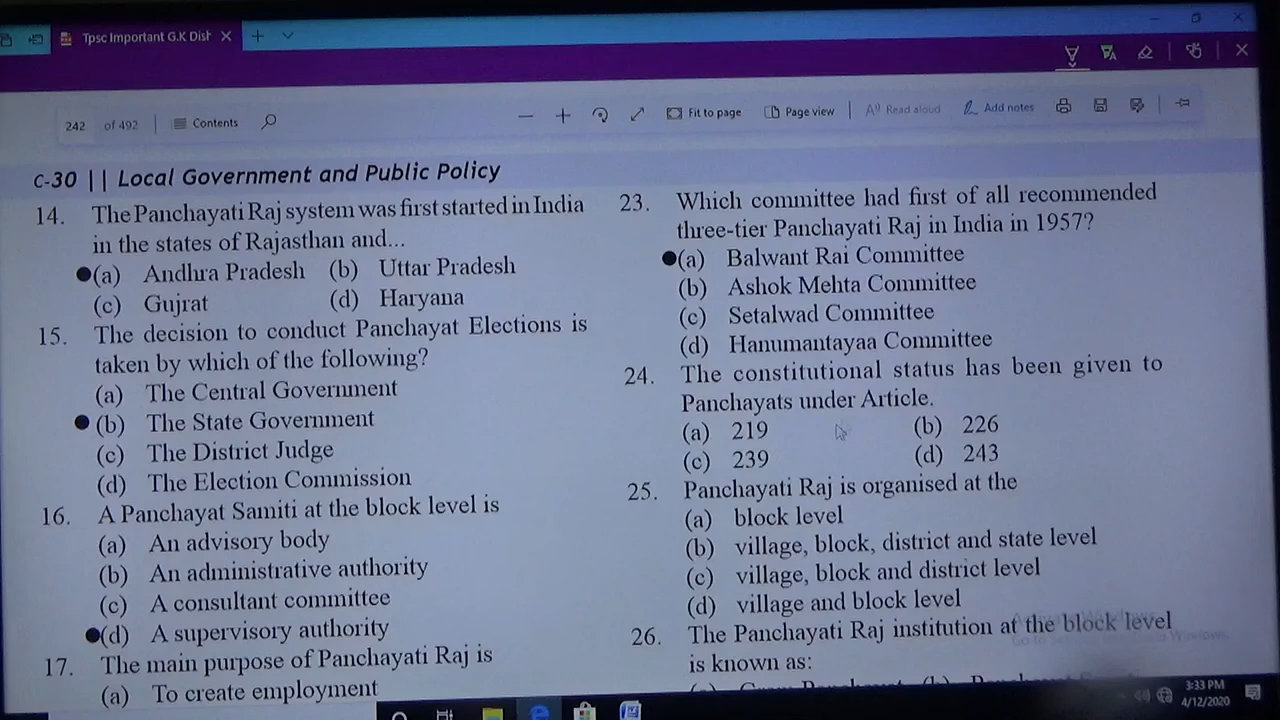 Tpsc Important G.K Dist
242 of 492
Contents
Fit to page
Page view
Read aloud
Add notes
C-30 || Local Government and Public Policy
14. The Panchayati Raj system was first started in India
in the states of Rajasthan and...
(a) Andhra Pradesh (b) Uttar Pradesh
(c) Gujrat (d) Haryana
15. The decision to conduct Panchayat Elections is
taken by which of the following?
(a) The Central Government
(b) The State Government
(c) The District Judge
(d) The Election Commission
16. A Panchayat Samiti at the block level is
(a) An advisory body
(b) An administrative authority
(c) A consultant committee
(d) A supervisory authority
17. The main purpose of Panchayati Raj is
(a) To create employment
23. Which committee had first of all recommended
three-tier Panchayati Raj in India in 1957?
(a) Balwant Rai Committee
(b) Ashok Mehta Committee
(c) Setalwad Committee
(d) Hanumantayaa Committee
24. The constitutional status has been given to
Panchayats under Article.
(a) 219 (b) 226
(c) 239 (d) 243
25. Panchayati Raj is organised at the
(a) block level
(b) village, block, district and state level
(c) village, block and district level
(d) village and block level
26. The Panchayati Raj institution at the block level
is known as:
3:33 PM
4/12/2020